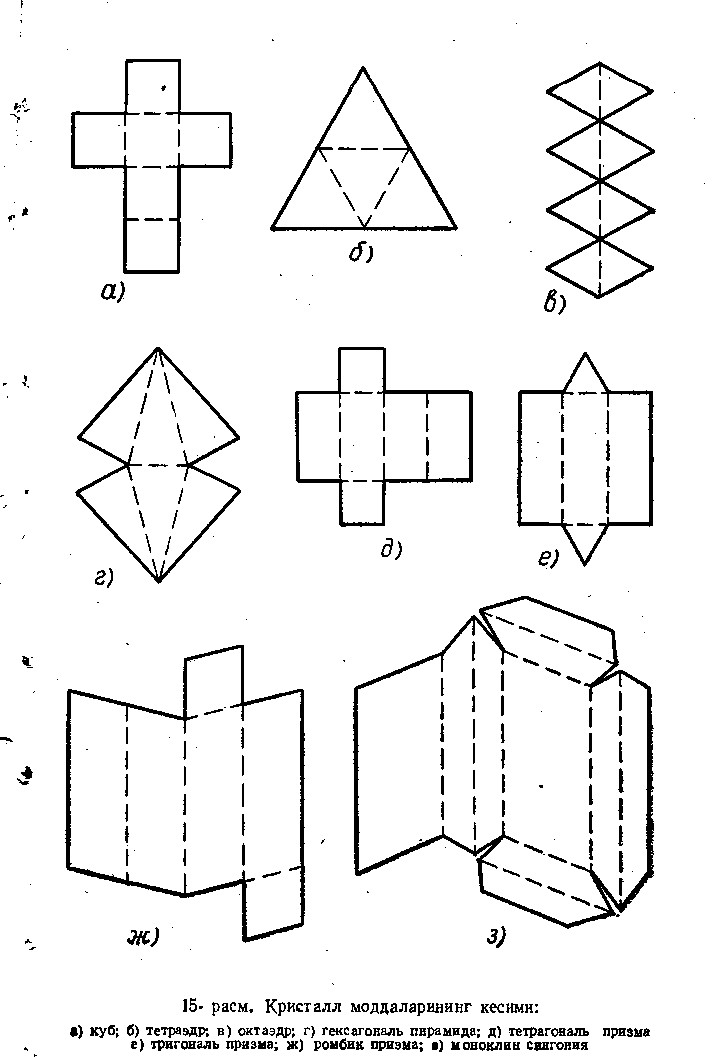 а)
б)
в)
г)
д)
е)
ж)
з)
15- расм. Кристалл моддаларининг кесими:
а) куб; б) тетраэдр; в) октаэдр; г) гексагональ пирамида; д) тетрагональ призма
е) тригональ призма; ж) ромбик призма; з) моноклин сингония